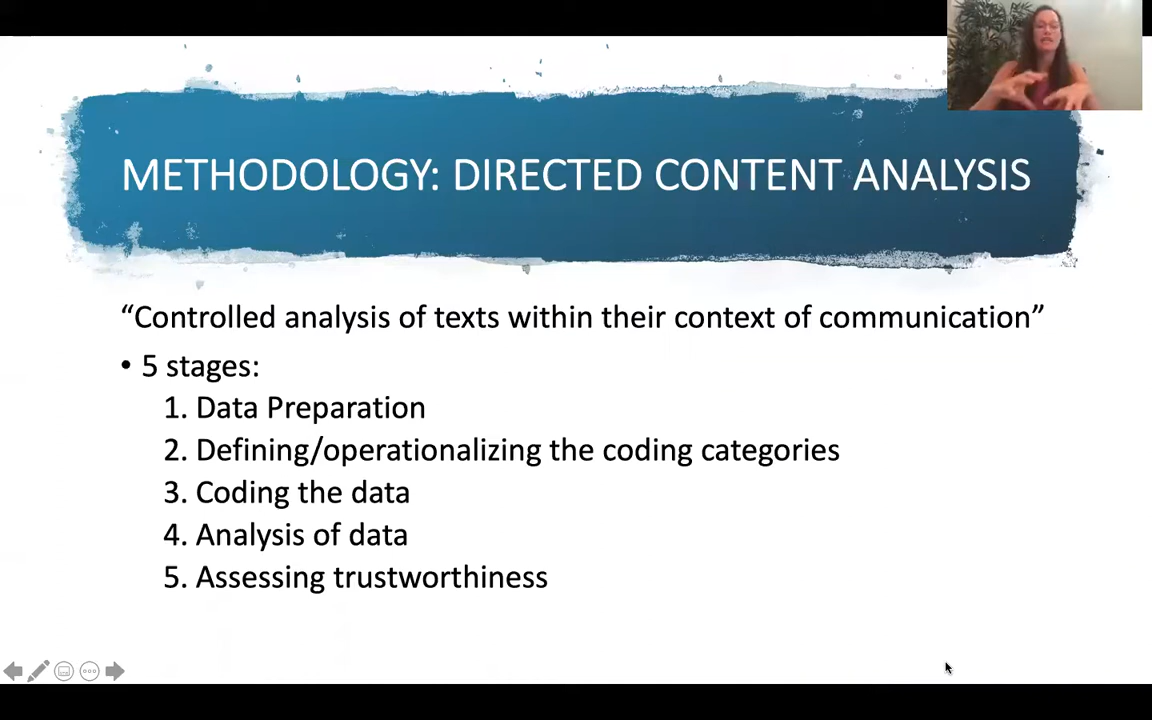 METHODOLOGY: DIRECTED CONTENT ANALYSIS
“Controlled analysis of texts within their context of communication”
• 5 stages:
1. Data Preparation
2. Defining/operationalizing the coding categories
3. Coding the data
4. Analysis of data
5. Assessing trustworthiness